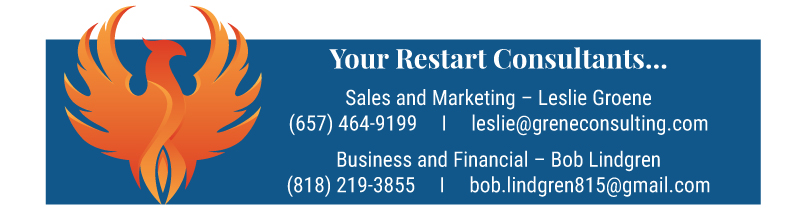 Your Restart Consultants...
Sales and Marketing – Leslie Groene
(657) 464-9199 I leslie@greneconsulting.com
Business and Financial – Bob Lindgren
(818) 219-3855 I bob.lindgren815@gmail.com